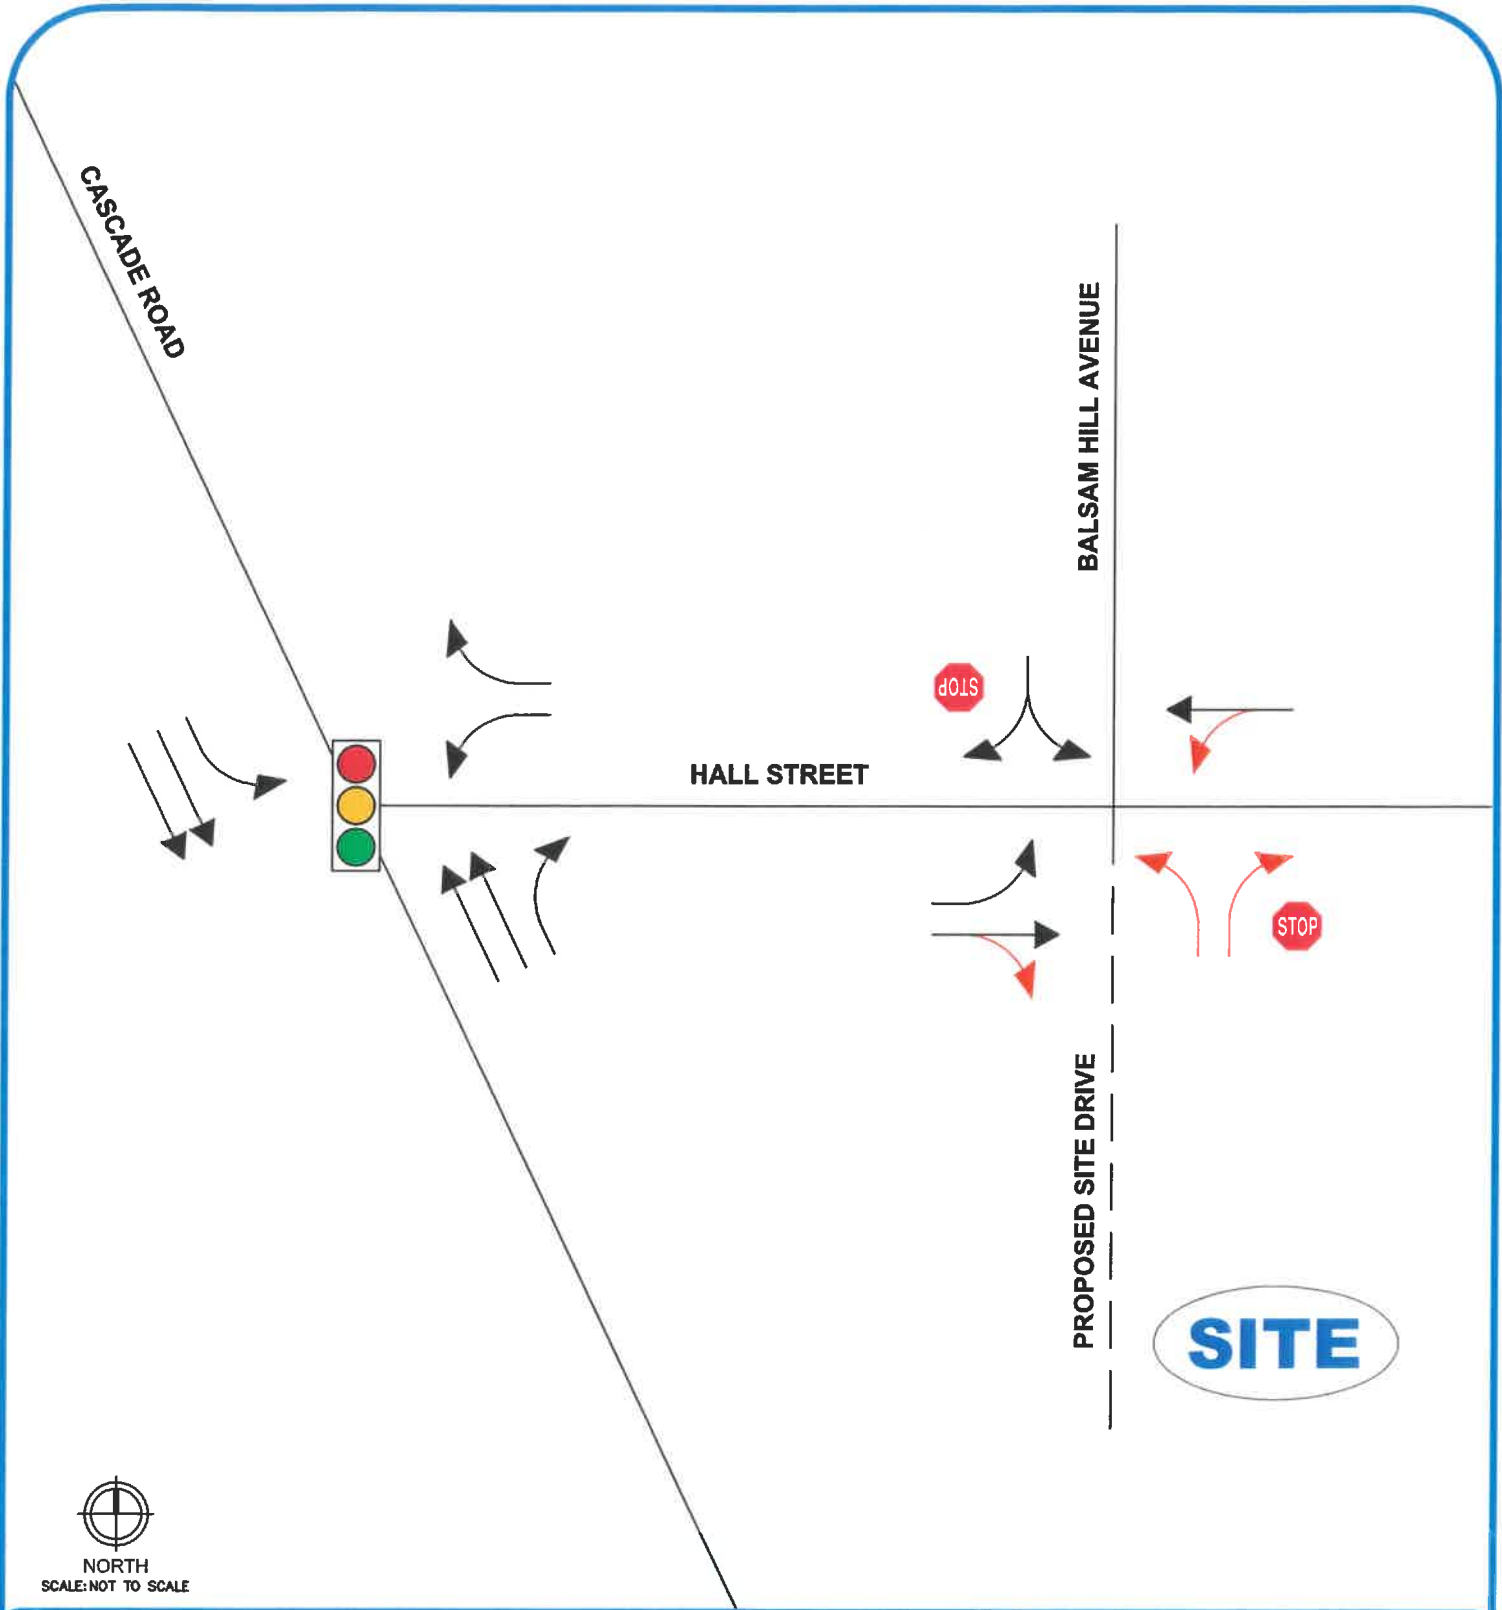 CASCADE ROAD
BALSAM HILL AVENUE
STOP
HALL STREET
STOP
PROPOSED SITE DRIVE
SITE
NORTH
SCALE:NOT TO SCALE